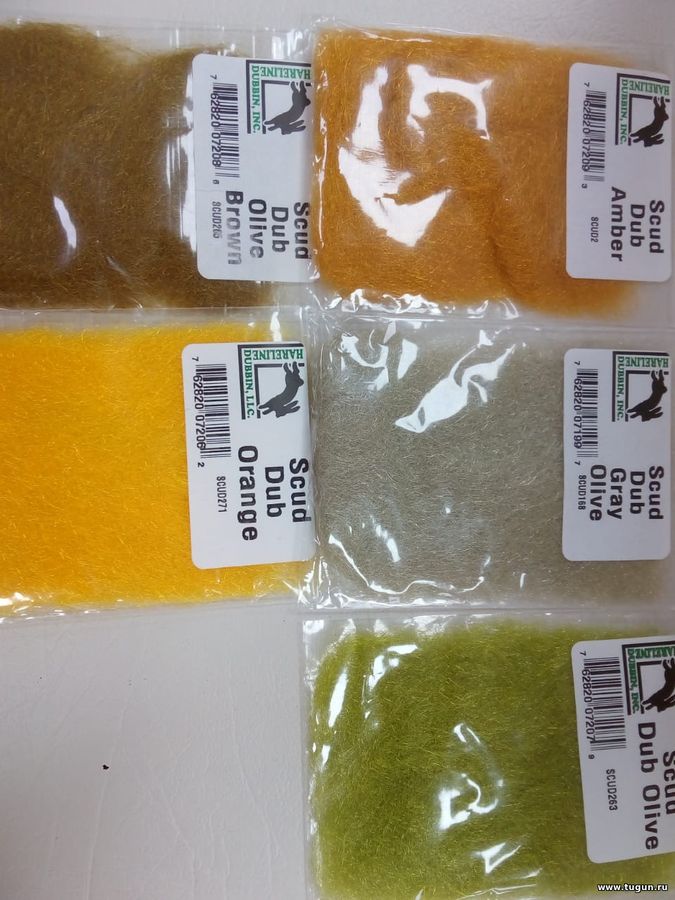 HARELINE
DUBBIN, INC.
7 62820 07208 6
Scud
Dub
Olive
Brown
SCUD265
HARELINE
DUBBIN, INC.
7 62820 07209 3
Scud
Dub
Amber
SCUD2
HARELINE
DUBBIN, LLC.
7 62820 07206 2
Scud
Dub
Orange
SCUD271
HARELINE
DUBBIN, INC.
7 62820 07199 7
Scud
Dub
Gray
Olive
SCUD168
HARELINE
DUBBIN, INC.
7 62820 07207 9
Scud
Dub Olive
SCUD263
www.tugun.ru